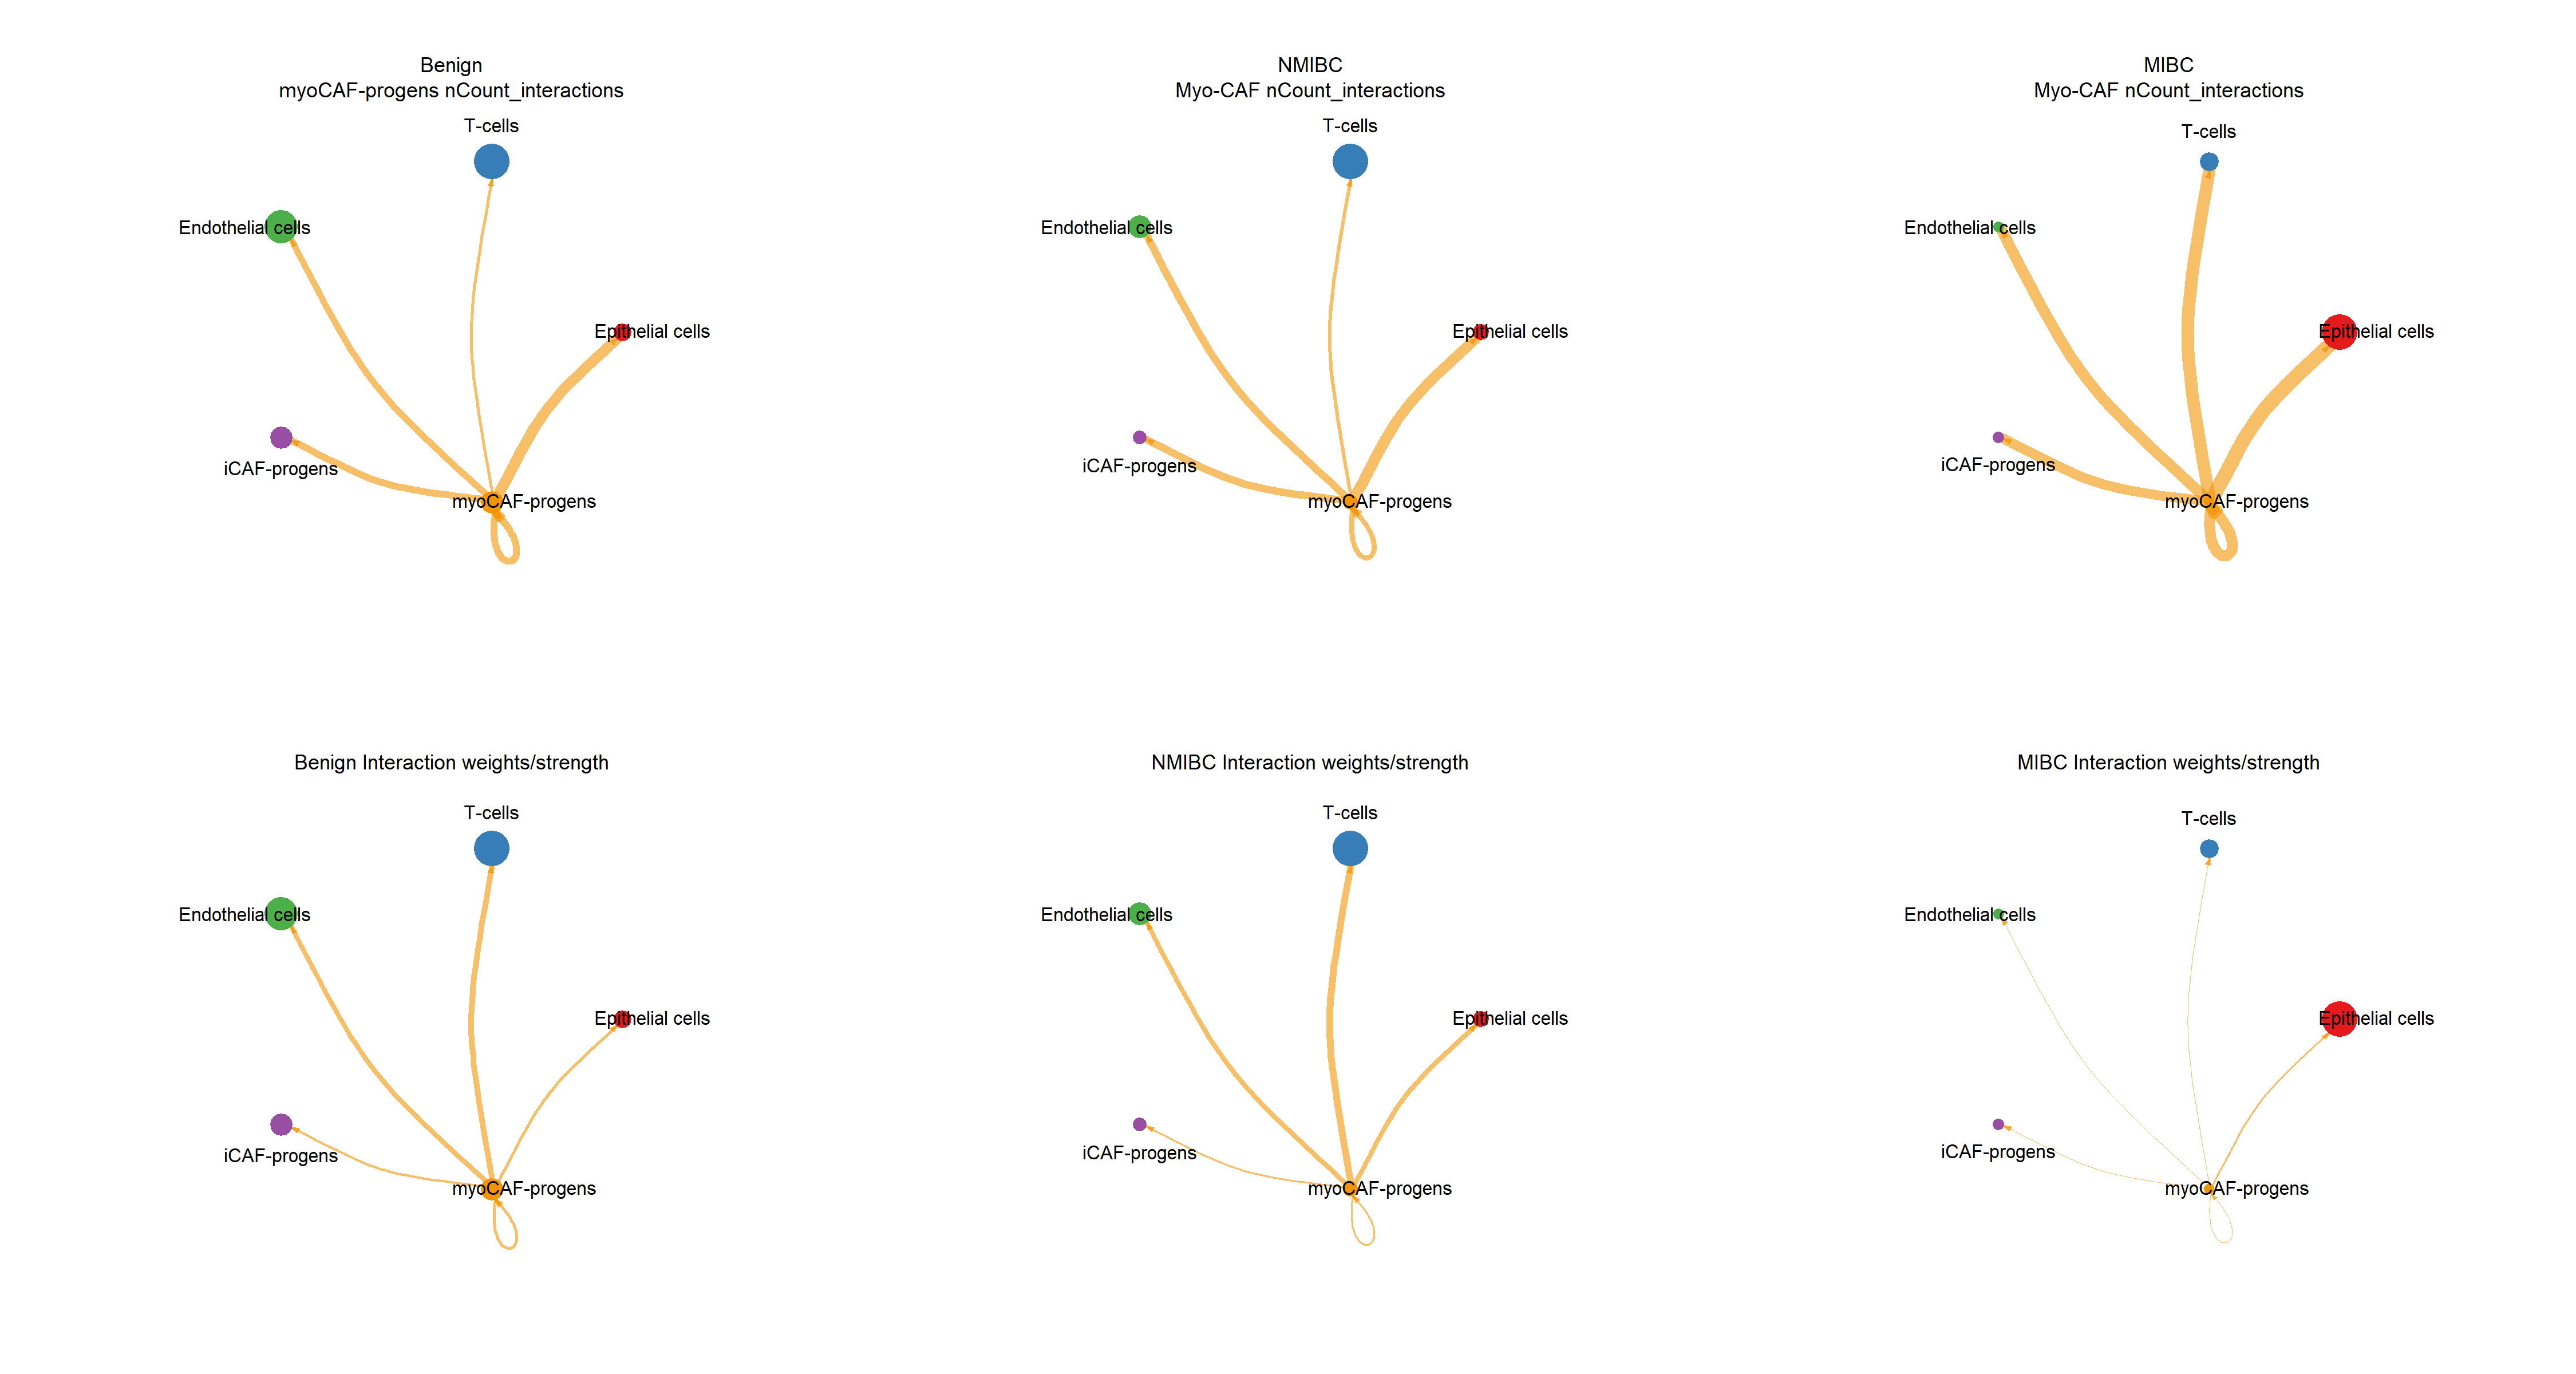 Benign
myoCAF-progens nCount_interactions
T-cells
Endothelial cells
Epithelial cells
iCAF-progens
myoCAF-progens
NMIBC
Myo-CAF nCount_interactions
T-cells
Endothelial cells
Epithelial cells
iCAF-progens
myoCAF-progens
MIBC
Myo-CAF nCount_interactions
T-cells
Endothelial cells
Epithelial cells
iCAF-progens
myoCAF-progens
Benign Interaction weights/strength
T-cells
Endothelial cells
Epithelial cells
iCAF-progens
myoCAF-progens
NMIBC Interaction weights/strength
T-cells
Endothelial cells
Epithelial cells
iCAF-progens
myoCAF-progens
MIBC Interaction weights/strength
T-cells
Endothelial cells
Epithelial cells
iCAF-progens
myoCAF-progens